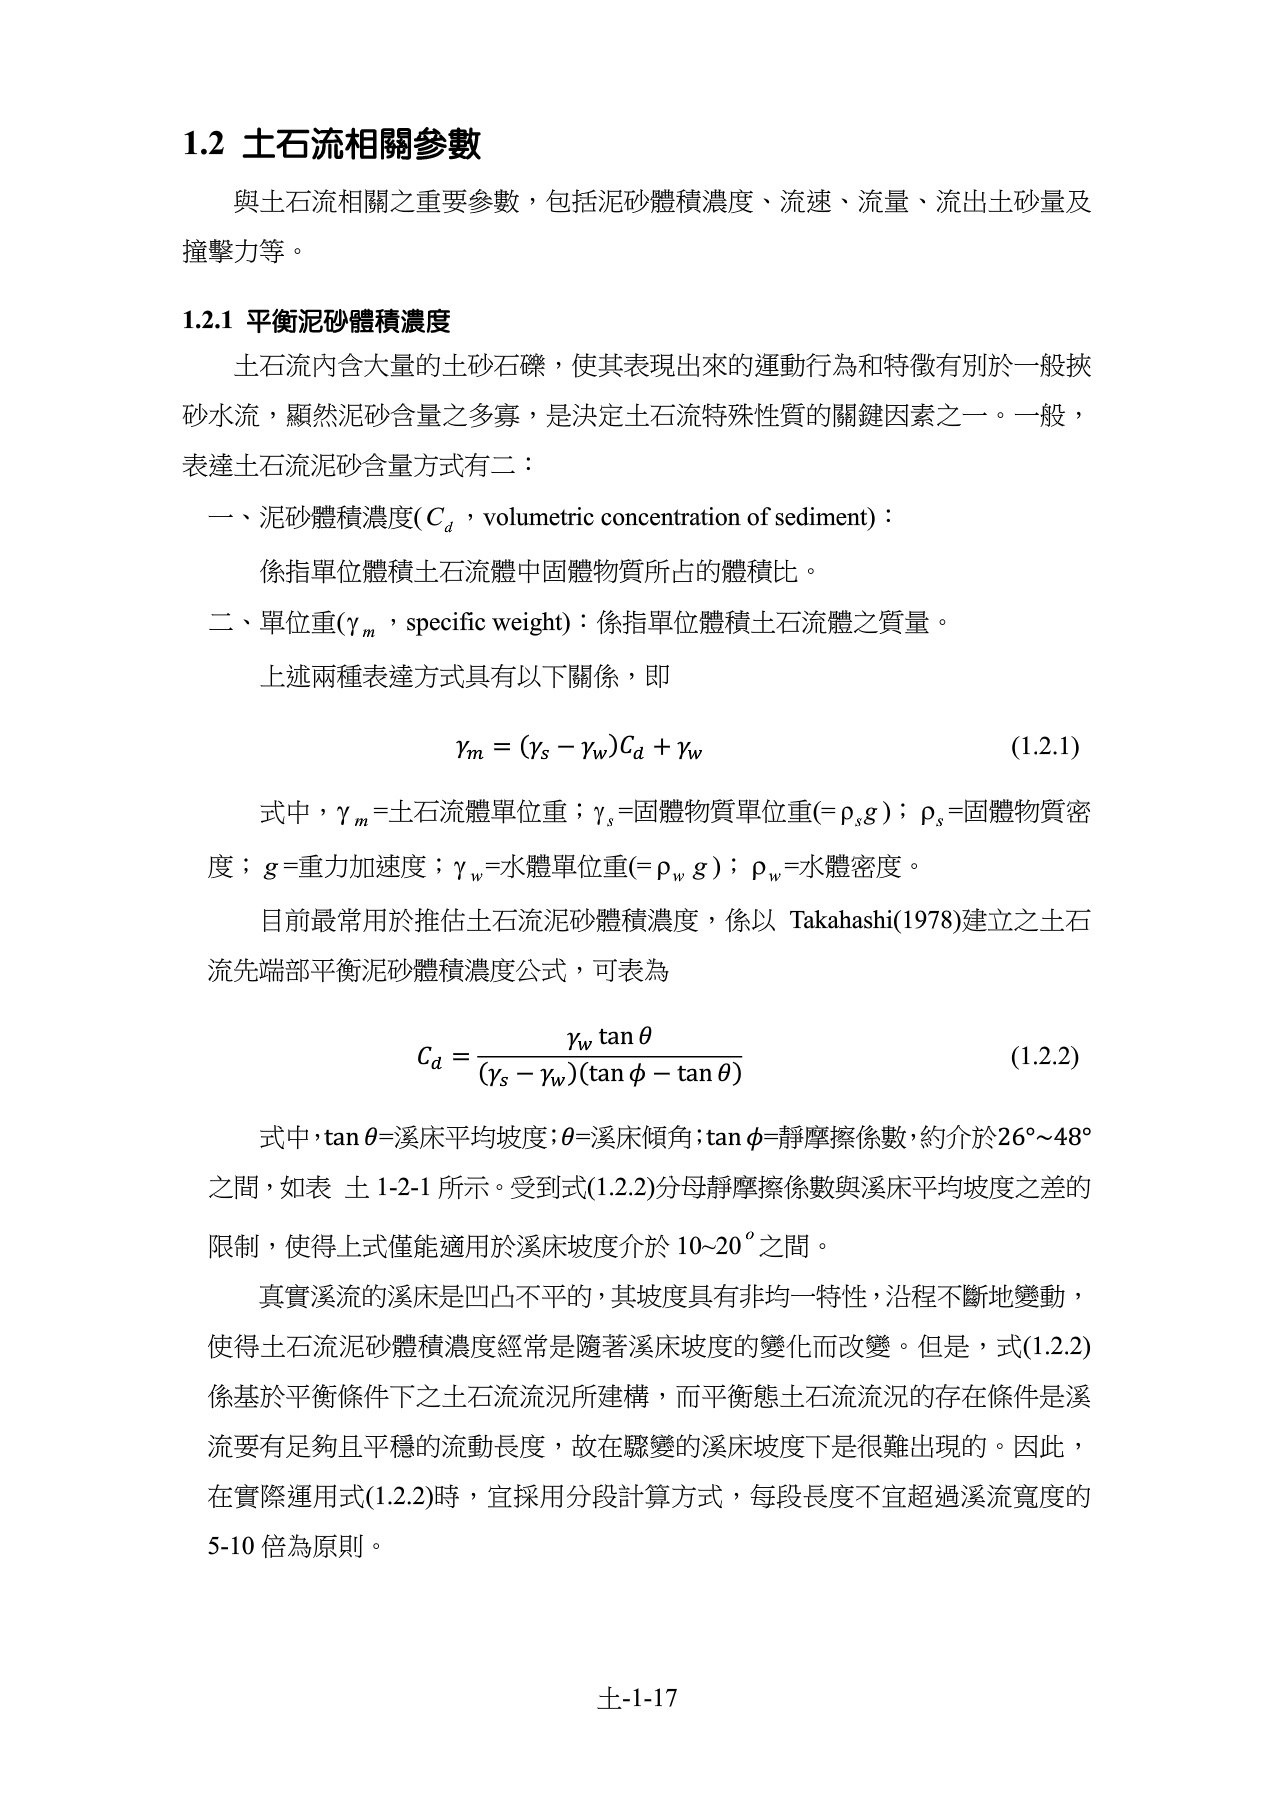 1.2 土石流相關參數
與土石流相關之重要參數，包括泥砂體積濃度、流速、流量、流出土砂量及
撞擊力等。
1.2.1 平衡泥砂體積濃度
土石流內含大量的土砂石礫，使其表現出來的運動行為和特徵有別於一般挾
砂水流，顯然泥砂含量之多寡，是決定土石流特殊性質的關鍵因素之一。一般，
表達土石流泥砂含量方式有二：
一、泥砂體積濃度(C_d，volumetric concentration of sediment)：
係指單位體積土石流體中固體物質所占的體積比。
二、單位重(γ_m，specific weight)：係指單位體積土石流體之質量。
上述兩種表達方式具有以下關係，即
γ_m = (γ_s − γ_w)C_d + γ_w (1.2.1)
式中，γ_m=土石流體單位重；γ_s=固體物質單位重(=ρ_s g)；ρ_s=固體物質密
度；g=重力加速度；γ_w=水體單位重(=ρ_w g)；ρ_w=水體密度。
目前最常用於推估土石流泥砂體積濃度，係以 Takahashi(1978)建立之土石
流先端部平衡泥砂體積濃度公式，可表為
C_d = γ_w tan θ / (γ_s − γ_w)(tan ϕ − tan θ) (1.2.2)
式中，tan θ=溪床平均坡度；θ=溪床傾角；tan ϕ=靜摩擦係數，約介於26°~48°
之間，如表 土 1-2-1 所示。受到式(1.2.2)分母靜摩擦係數與溪床平均坡度之差的
限制，使得上式僅能適用於溪床坡度介於 10~20° 之間。
真實溪流的溪床是凹凸不平的，其坡度具有非均一特性，沿程不斷地變動，
使得土石流泥砂體積濃度經常是隨著溪床坡度的變化而改變。但是，式(1.2.2)
係基於平衡條件下之土石流流況所建構，而平衡態土石流流況的存在條件是溪
流要有足夠且平穩的流動長度，故在驟變的溪床坡度下是很難出現的。因此，
在實際運用式(1.2.2)時，宜採用分段計算方式，每段長度不宜超過溪流寬度的
5-10 倍為原則。
土-1-17